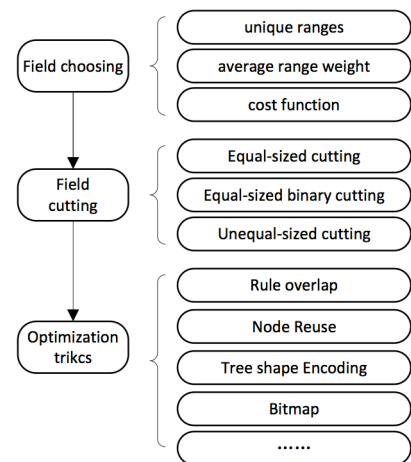 unique ranges
Field choosing
average range weight
cost function
Equal-sized cutting
Field
cutting
Equal-sized binary cutting
Unequal-sized cutting
Rule overlap
Node Reuse
Optimization
trikcs
Tree shape Encoding
Bitmap
……